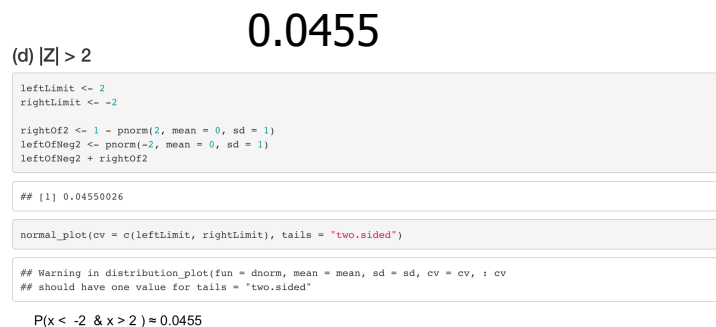 0.0455
(d) |Z| > 2
leftLimit <- 2
rightLimit <- -2
rightOf2 <- 1 - pnorm(2, mean = 0, sd = 1)
leftOfNeg2 <- pnorm(-2, mean = 0, sd = 1)
leftOfNeg2 + rightOf2
## [1] 0.04550026
normal_plot(cv = c(leftLimit, rightLimit), tails = "two.sided")
## Warning in distribution_plot(fun = dnorm, mean = mean, sd = sd, cv = cv, : cv
## should have one value for tails = "two.sided"
P(x < -2 & x > 2 ) ≈ 0.0455